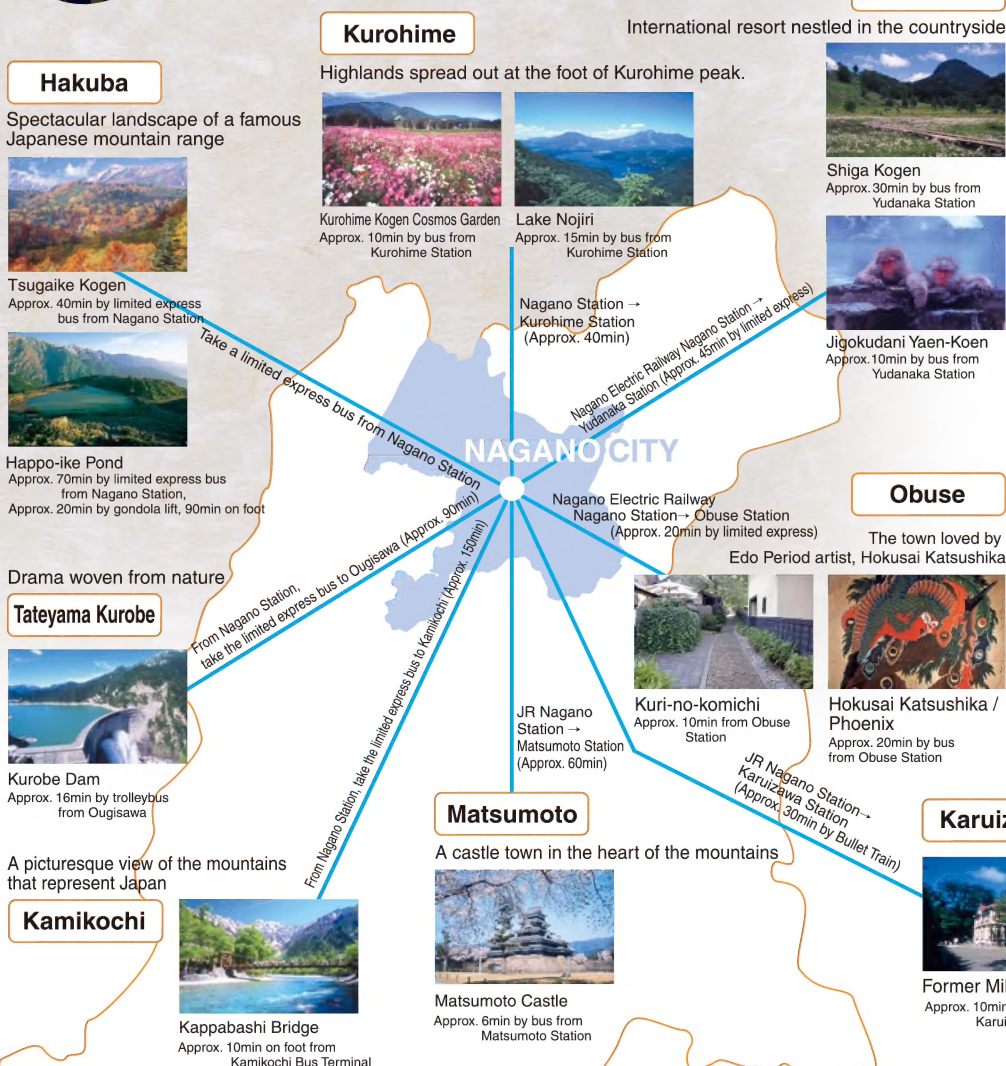 Kurohime
Highlands spread out at the foot of Kurohime peak.
Kurohime Kogen Cosmos Garden
Approx. 10min by bus from
Kurohime Station
Lake Nojiri
Approx. 15min by bus from
Kurohime Station
International resort nestled in the countryside
Shiga Kogen
Approx. 30min by bus from
Yudanaka Station
Jigokudani Yaen-Koen
Approx.10min by bus from
Yudanaka Station
Hakuba
Spectacular landscape of a famous
Japanese mountain range
Tsugaike Kogen
Approx. 40min by limited express
bus from Nagano Station
Happo-ike Pond
Approx. 70min by limited express bus
from Nagano Station,
Approx. 20min by gondola lift, 90min on foot
Take a limited express bus from Nagano Station
Nagano Station →
Kurohime Station
(Approx. 40min)
Nagano Electric Railway Nagano Station →
Yudanaka Station (Approx. 45min by limited express)
NAGANO CITY
Nagano Electric Railway
Nagano Station→ Obuse Station
(Approx. 20min by limited express)
Obuse
The town loved by
Edo Period artist, Hokusai Katsushika
Kuri-no-komichi
Approx. 10min from Obuse
Station
Hokusai Katsushika /
Phoenix
Approx. 20min by bus
from Obuse Station
Drama woven from nature
Tateyama Kurobe
From Nagano Station,
take the limited express bus to Ougisawa (Approx. 90min)
Kurobe Dam
Approx. 16min by trolleybus
from Ougisawa
A picturesque view of the mountains
that represent Japan
Kamikochi
From Nagano Station, take the limited express bus to Kamikochi (Approx. 150min)
Kappabashi Bridge
Approx. 10min on foot from
Kamikochi Bus Terminal
JR Nagano
Station →
Matsumoto Station
(Approx. 60min)
Matsumoto
A castle town in the heart of the mountains
Matsumoto Castle
Approx. 6min by bus from
Matsumoto Station
JR Nagano Station→
Karuizawa Station
(Approx. 30min by Bullet Train)
Karuiz
Former Mi
Approx. 10min
Karui